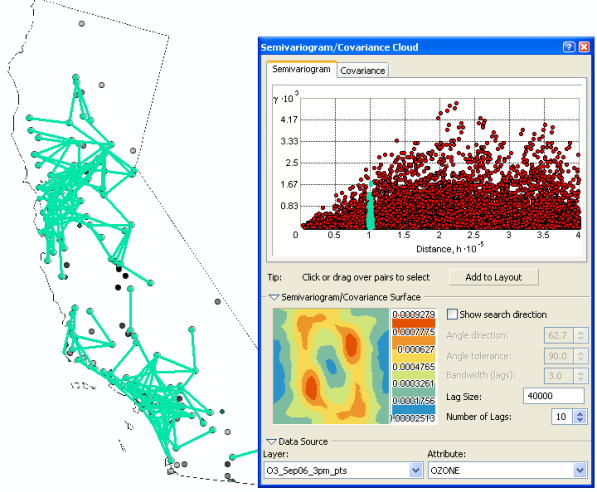 Semivariogram/Covariance Cloud
Semivariogram Covariance
γ·10³
4.17
3.33
2.5
1.67
0.83
0 0.5 1 1.5 2 2.5 3 3.5 4
Distance, h·10⁻⁵
Tip: Click or drag over pairs to select Add to Layout
Semivariogram/Covariance Surface
0.0009279
0.0007775
0.000627
0.0004765
0.0003261
0.0001756
0.00002513
Show search direction
Angle direction: 62.7
Angle tolerance: 90.0
Bandwidth (lags): 3.0
Lag Size: 40000
Number of Lags: 10
Data Source
Layer: Attribute:
O3_Sep06_3pm_pts OZONE